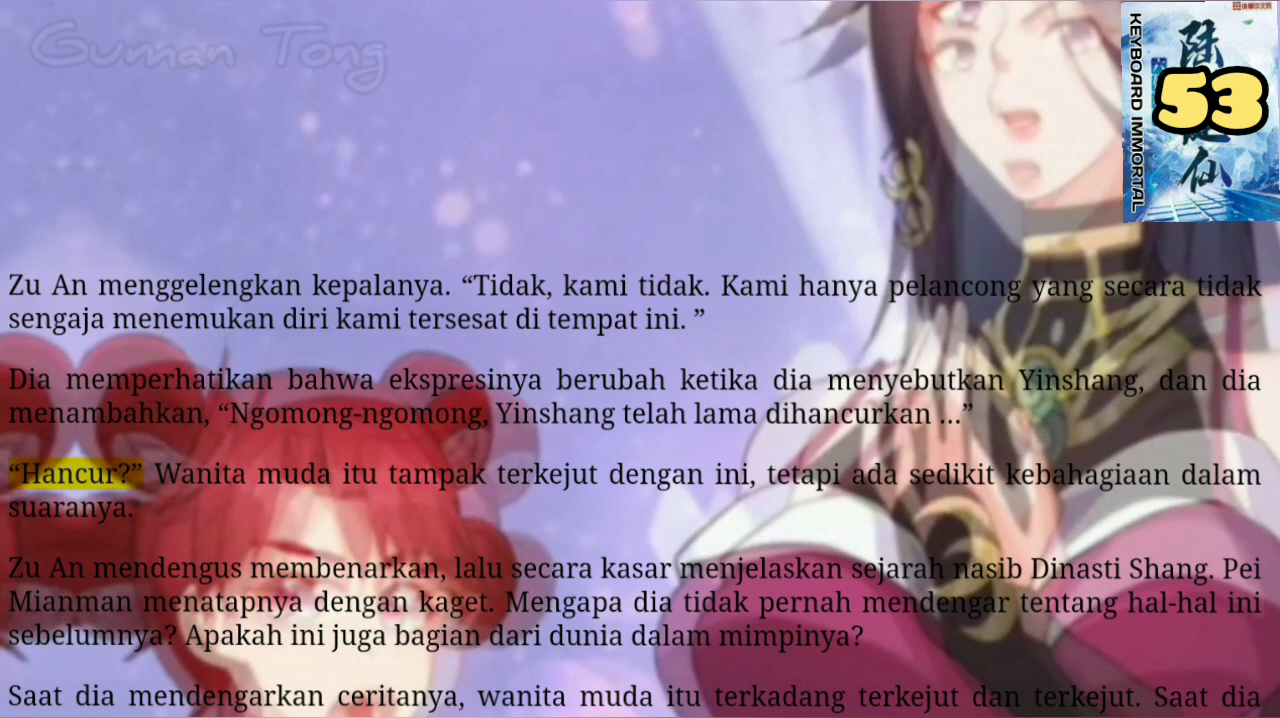 Guman Tong
KEYBOARD IMMORTAL
53
Zu An menggelengkan kepalanya. “Tidak, kami tidak. Kami hanya pelancong yang secara tidak
sengaja menemukan diri kami tersesat di tempat ini. ”
Dia memperhatikan bahwa ekspresinya berubah ketika dia menyebutkan Yinshang, dan dia
menambahkan, “Ngomong-ngomong, Yinshang telah lama dihancurkan ...”
“Hancur?” Wanita muda itu tampak terkejut dengan ini, tetapi ada sedikit kebahagiaan dalam
suaranya.
Zu An mendengus membenarkan, lalu secara kasar menjelaskan sejarah nasib Dinasti Shang. Pei
Mianman menatapnya dengan kaget. Mengapa dia tidak pernah mendengar tentang hal-hal ini
sebelumnya? Apakah ini juga bagian dari dunia dalam mimpinya?
Saat dia mendengarkan ceritanya, wanita muda itu terkadang terkejut dan terkejut. Saat dia